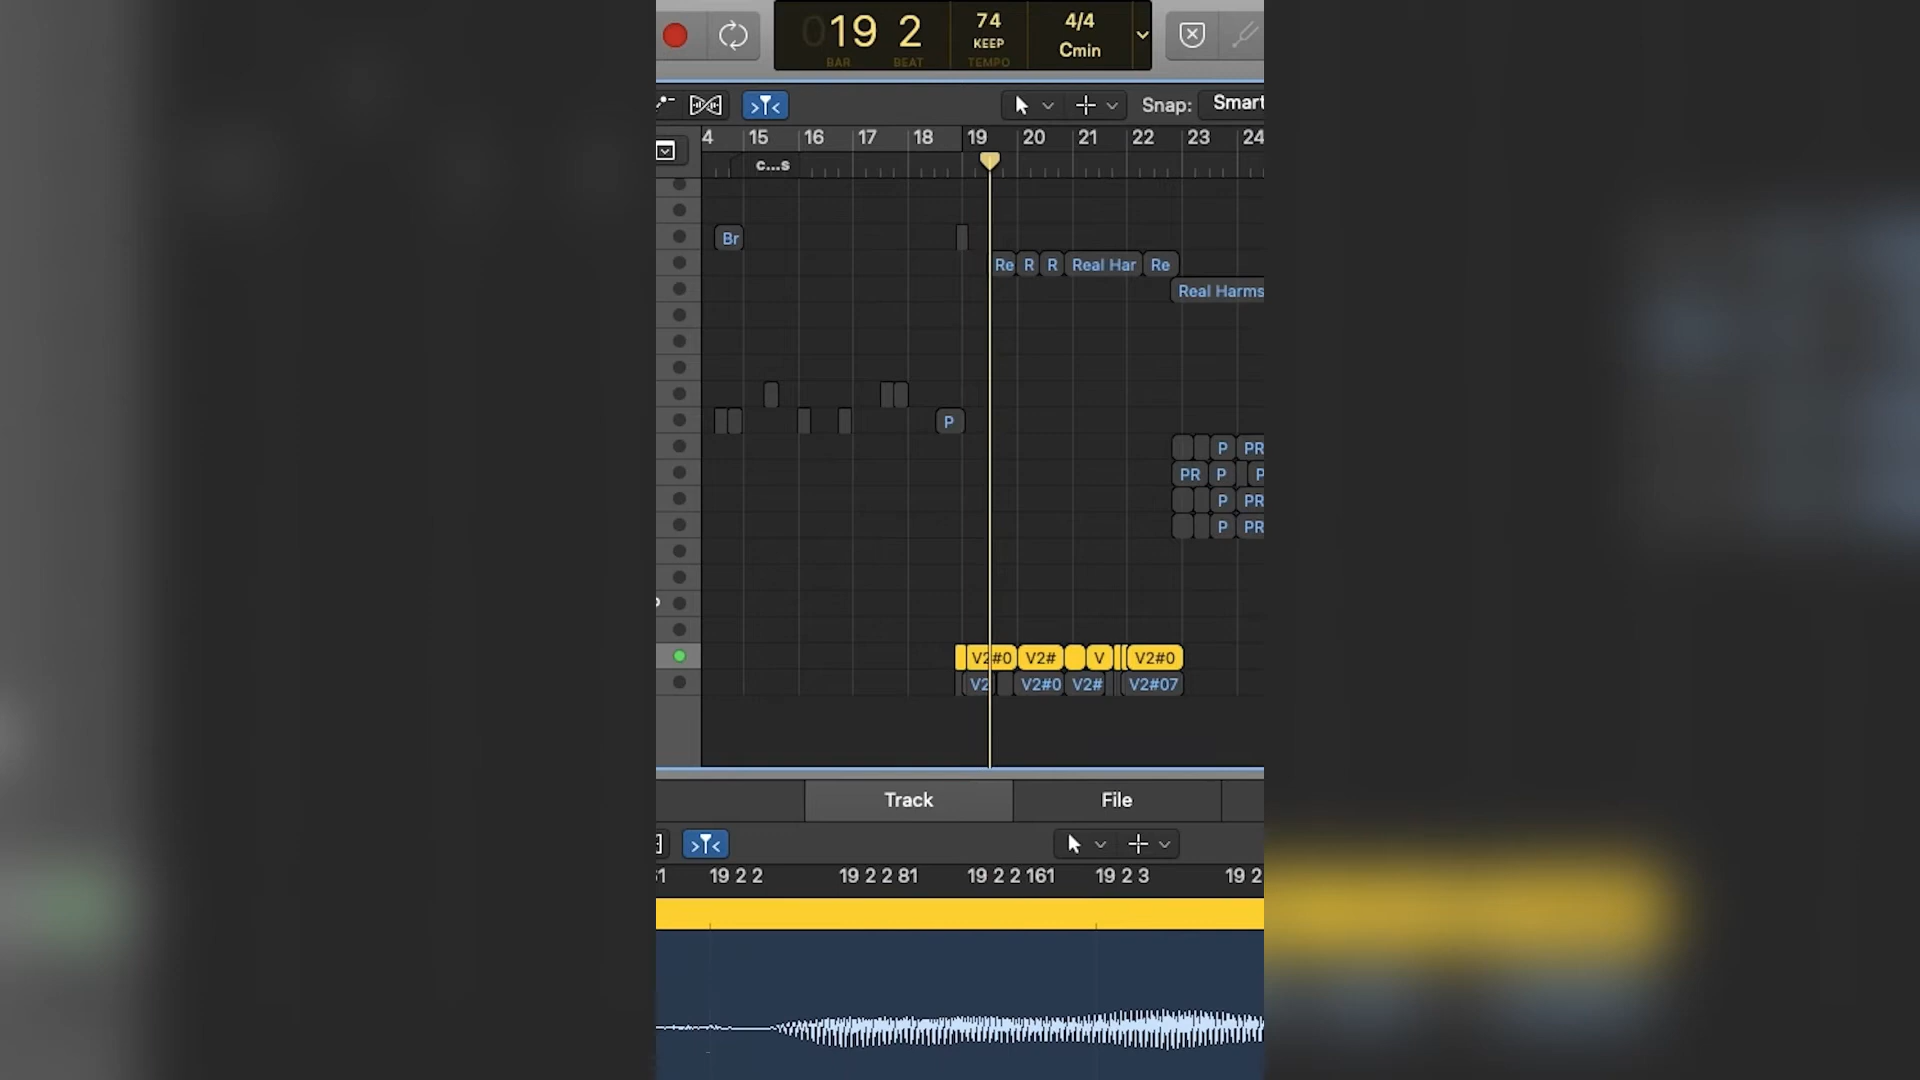 019 2
74
KEEP
4/4
Cmin
BAR BEAT TEMPO
Snap: Smart
4 15 16 17 18 19 20 21 22 23 24
c...s
Br
Re R R Real Har Re
Real Harms
P
P PR
PR P P
P PR
P PR
V2#0 V2# V V2#0
V2 V2#0 V2# V2#07
Track File
61 19 2 2 19 2 2 81 19 2 2 161 19 2 3 19 2